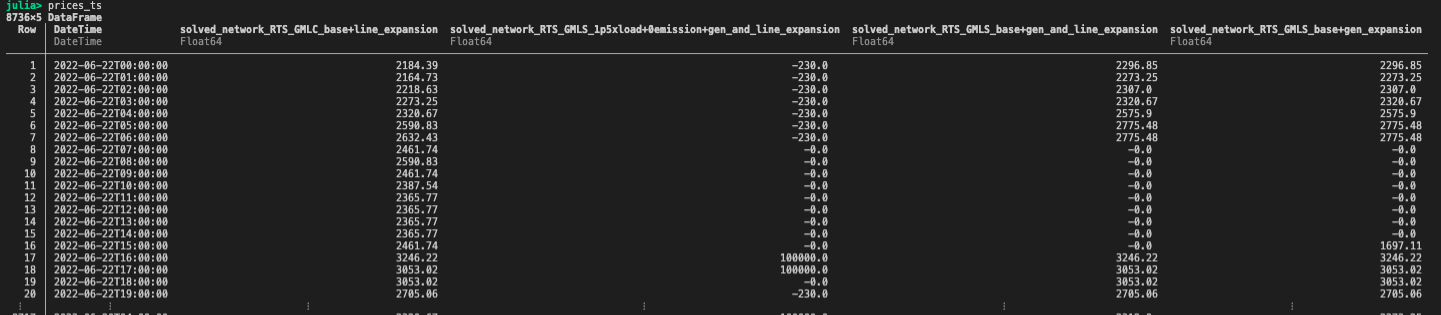 julia> prices_ts
8736×5 DataFrame
Row DateTime solved_network_RTS_GMLC_base+line_expansion solved_network_RTS_GMLS_1p5xload+0emission+gen_and_line_expansion solved_network_RTS_GMLS_base+gen_and_line_expansion solved_network_RTS_GMLS_base+gen_expansion
DateTime Float64 Float64 Float64 Float64
1 2022-06-22T00:00:00 2184.39 -230.0 2296.85 2296.85
2 2022-06-22T01:00:00 2164.73 -230.0 2273.25 2273.25
3 2022-06-22T02:00:00 2218.63 -230.0 2307.0 2307.0
4 2022-06-22T03:00:00 2273.25 -230.0 2320.67 2320.67
5 2022-06-22T04:00:00 2320.67 -230.0 2575.9 2575.9
6 2022-06-22T05:00:00 2590.83 -230.0 2775.48 2775.48
7 2022-06-22T06:00:00 2632.43 -230.0 2775.48 2775.48
8 2022-06-22T07:00:00 2461.74 -0.0 -0.0 -0.0
9 2022-06-22T08:00:00 2590.83 -0.0 -0.0 -0.0
10 2022-06-22T09:00:00 2461.74 -0.0 -0.0 -0.0
11 2022-06-22T10:00:00 2387.54 -0.0 -0.0 -0.0
12 2022-06-22T11:00:00 2365.77 -0.0 -0.0 -0.0
13 2022-06-22T12:00:00 2365.77 -0.0 -0.0 -0.0
14 2022-06-22T13:00:00 2365.77 -0.0 -0.0 -0.0
15 2022-06-22T14:00:00 2365.77 -0.0 -0.0 -0.0
16 2022-06-22T15:00:00 2461.74 -0.0 -0.0 1697.11
17 2022-06-22T16:00:00 3246.22 100000.0 3246.22 3246.22
18 2022-06-22T17:00:00 3053.02 100000.0 3053.02 3053.02
19 2022-06-22T18:00:00 3053.02 -0.0 3053.02 3053.02
20 2022-06-22T19:00:00 2705.06 -230.0 2705.06 2705.06
⋮ ⋮ ⋮ ⋮ ⋮ ⋮